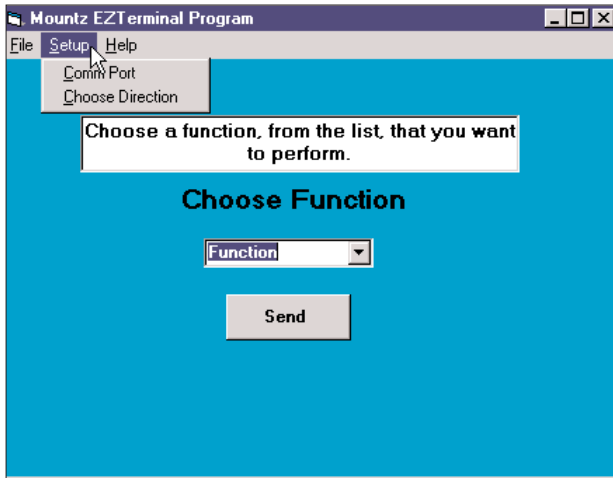 Mountz EZTerminal Program
File Setup Help
Comm Port
Choose Direction
Choose a function, from the list, that you want
to perform.
Choose Function
Function
Send